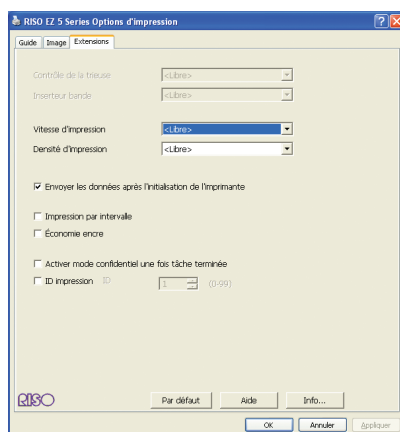 RISO EZ 5 Series Options d'impression
Guide Image Extensions
Contrôle de la trieuse <Libre>
Inserteur bande <Libre>
Vitesse d'impression <Libre>
Densité d'impression <Libre>
Envoyer les données après l'initialisation de l'imprimante
Impression par intervalle
Économie encre
Activer mode confidentiel une fois tâche terminée
ID impression ID 1 (0-99)
RISO Par défaut Aide Info...
OK Annuler Appliquer